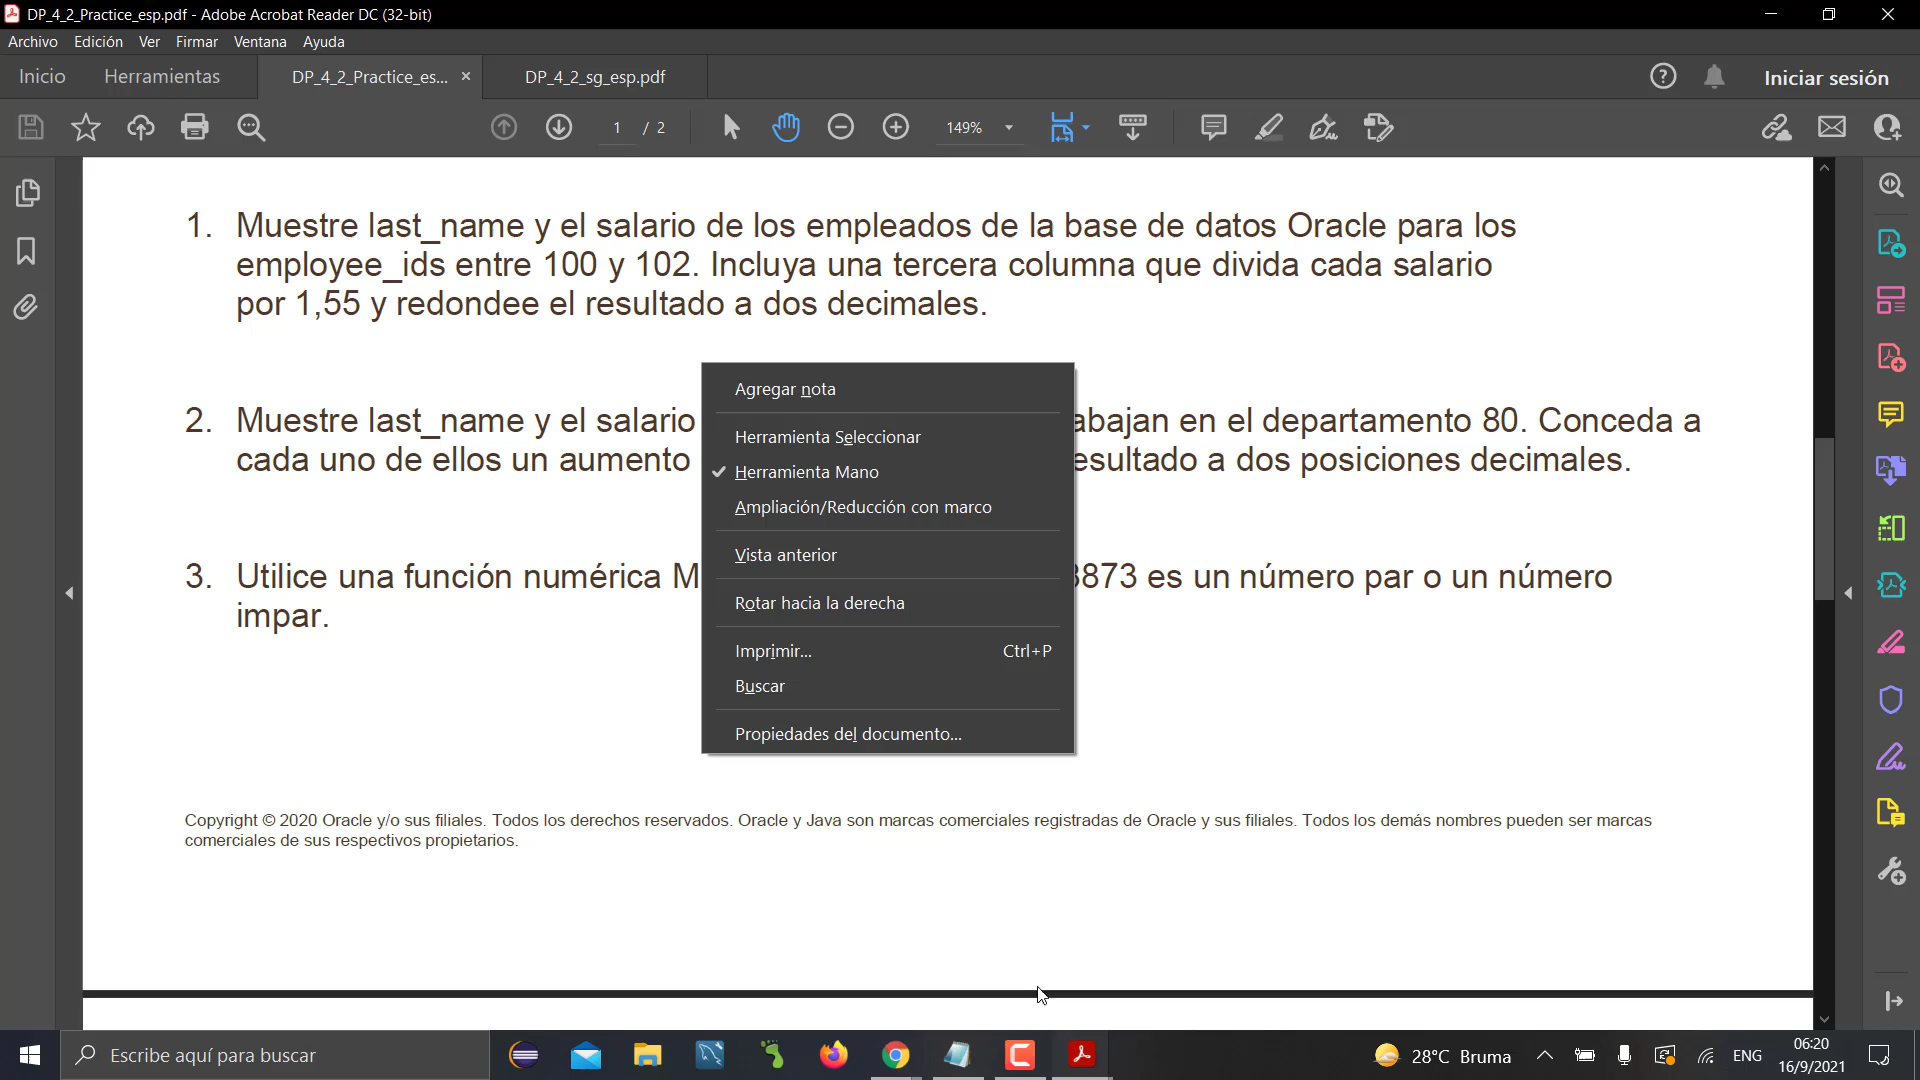 DP_4_2_Practice_esp.pdf - Adobe Acrobat Reader DC (32-bit)
Archivo Edición Ver Firmar Ventana Ayuda
Inicio Herramientas DP_4_2_Practice_es... × DP_4_2_sg_esp.pdf ? Iniciar sesión
1 / 2 149%
1. Muestre last_name y el salario de los empleados de la base de datos Oracle para los
employee_ids entre 100 y 102. Incluya una tercera columna que divida cada salario
por 1,55 y redondee el resultado a dos decimales.
2. Muestre last_name y el salario abajan en el departamento 80. Conceda a
cada uno de ellos un aumento esultado a dos posiciones decimales.
3. Utilice una función numérica M 8873 es un número par o un número
impar.
Agregar nota
Herramienta Seleccionar
Herramienta Mano
Ampliación/Reducción con marco
Vista anterior
Rotar hacia la derecha
Imprimir... Ctrl+P
Buscar
Propiedades del documento...
Copyright © 2020 Oracle y/o sus filiales. Todos los derechos reservados. Oracle y Java son marcas comerciales registradas de Oracle y sus filiales. Todos los demás nombres pueden ser marcas
comerciales de sus respectivos propietarios.
Escribe aquí para buscar
28°C Bruma
ENG
06:20
16/9/2021